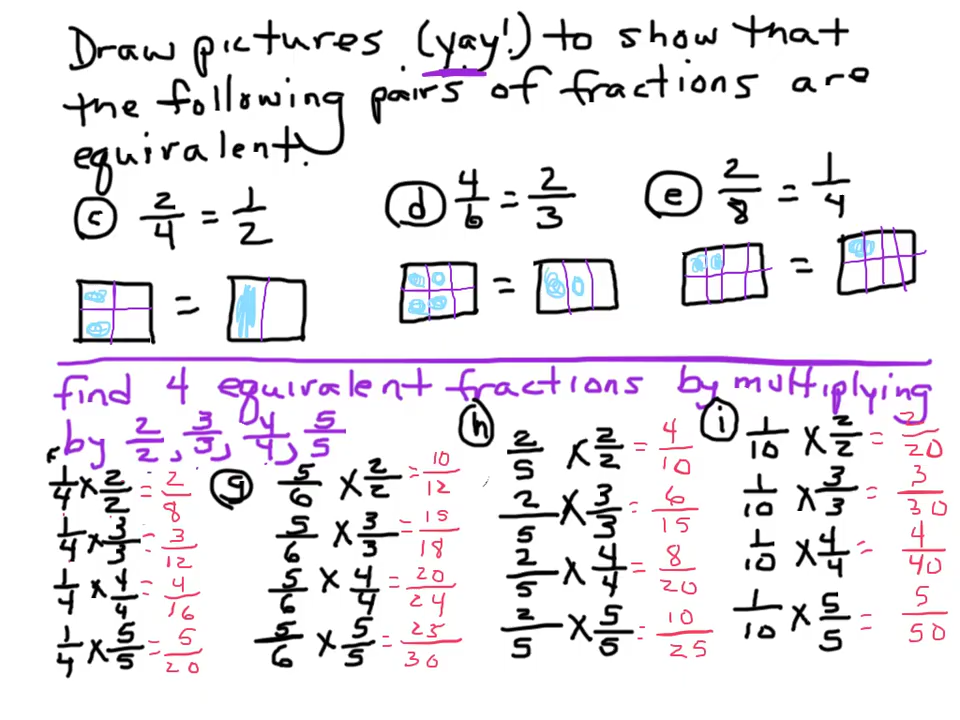 Draw pictures (yay!) to show that
the following pairs of fractions are
equivalent.
c 2/4 = 1/2
d 4/6 = 2/3
e 2/8 = 1/4
=
=
=
find 4 equivalent fractions by multiplying
by 2/2, 3/3, 4/4, 5/5
f
1/4 × 2/2 = 2/8
1/4 × 3/3 = 3/12
1/4 × 4/4 = 4/16
1/4 × 5/5 = 5/20
g
5/6 × 2/2 = 10/12
5/6 × 3/3 = 15/18
5/6 × 4/4 = 20/24
5/6 × 5/5 = 25/30
h
2/5 × 2/2 = 4/10
2/5 × 3/3 = 6/15
2/5 × 4/4 = 8/20
2/5 × 5/5 = 10/25
i
1/10 × 2/2 = 2/20
1/10 × 3/3 = 3/30
1/10 × 4/4 = 4/40
1/10 × 5/5 = 5/50